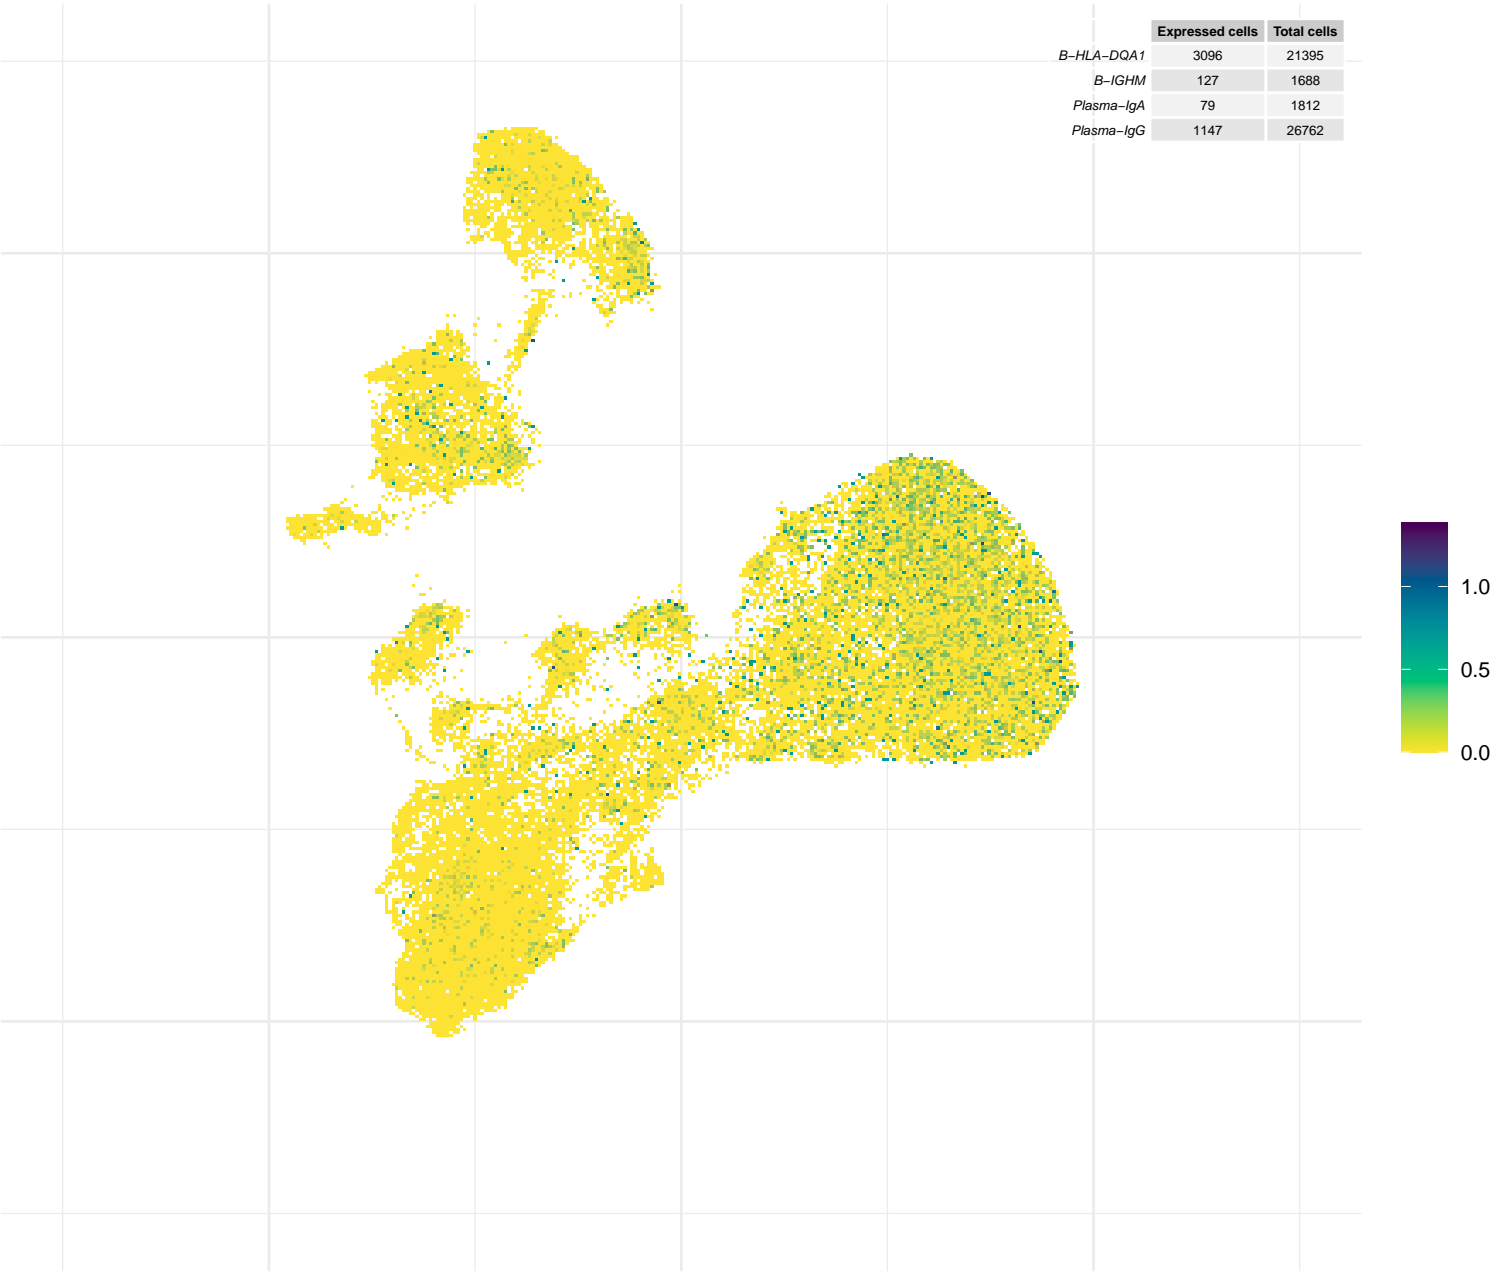 Expressed cells Total cells
B−HLA−DQA1 3096 21395
B−IGHM 127 1688
Plasma−IgA 79 1812
Plasma−IgG 1147 26762
1.0
0.5
0.0